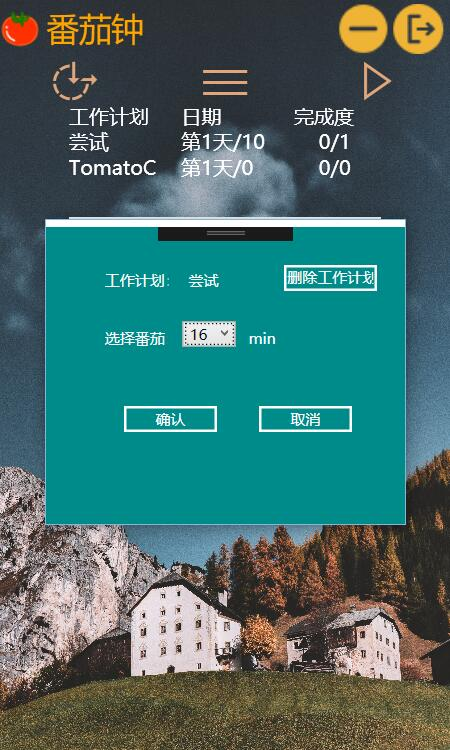 番茄钟
工作计划 日期 完成度
尝试 第1天/10 0/1
TomatoC 第1天/0 0/0
工作计划: 尝试 删除工作计划
选择番茄 16 min
确认 取消